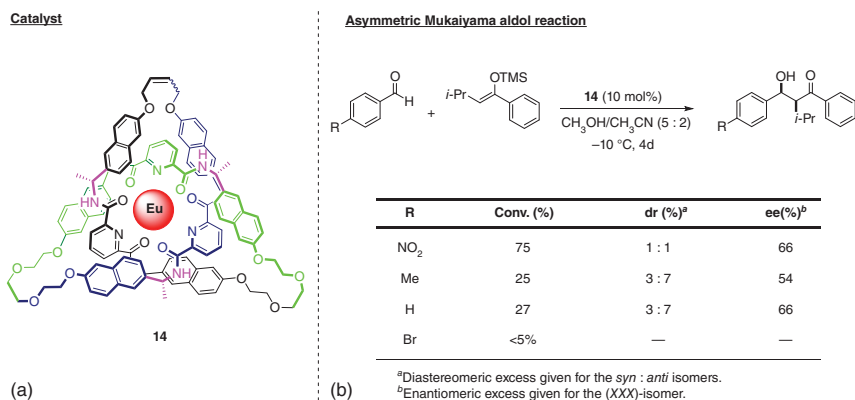 Catalyst
O
O
O
N
O
H
N
HN
O
O
O
Eu
O
N
O
N
O
O
O
O
NH
O
O
O
O
O
14
(a)
Asymmetric Mukaiyama aldol reaction
O
H
R
+
OTMS
i-Pr
14 (10 mol%)
CH3OH/CH3CN (5 : 2)
–10 °C, 4d
OH O
i-Pr
R
R Conv. (%) dr (%)a ee(%)b
NO2 75 1 : 1 66
Me 25 3 : 7 54
H 27 3 : 7 66
Br <5% — —
aDiastereomeric excess given for the syn : anti isomers.
bEnantiomeric excess given for the (XXX)-isomer.
(b)